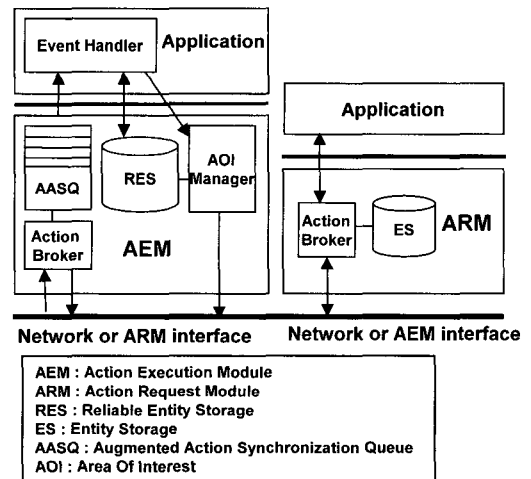 Event Handler
Application
AASQ
RES
AOI
Manager
Action
Broker
AEM
Application
Action
Broker
ES
ARM
Network or ARM interface
Network or AEM interface
AEM : Action Execution Module
ARM : Action Request Module
RES : Reliable Entity Storage
ES : Entity Storage
AASQ : Augmented Action Synchronization Queue
AOI : Area Of Interest